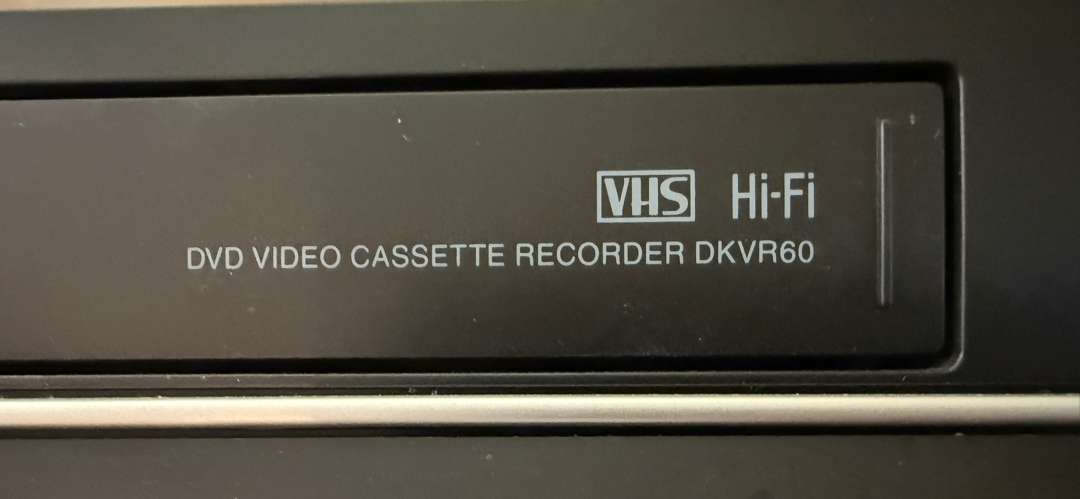 VHS Hi-Fi
DVD VIDEO CASSETTE RECORDER DKVR60